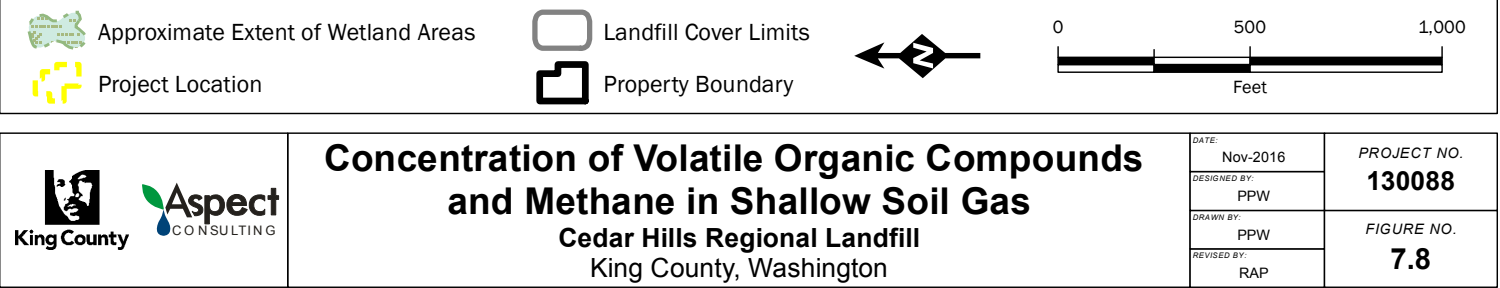 Approximate Extent of Wetland Areas
Project Location
Landfill Cover Limits
Property Boundary
N
0 500 1,000
Feet
King County
Aspect
CONSULTING
Concentration of Volatile Organic Compounds
and Methane in Shallow Soil Gas
Cedar Hills Regional Landfill
King County, Washington
DATE:
Nov-2016
DESIGNED BY:
PPW
DRAWN BY:
PPW
REVISED BY:
RAP
PROJECT NO.
130088
FIGURE NO.
7.8